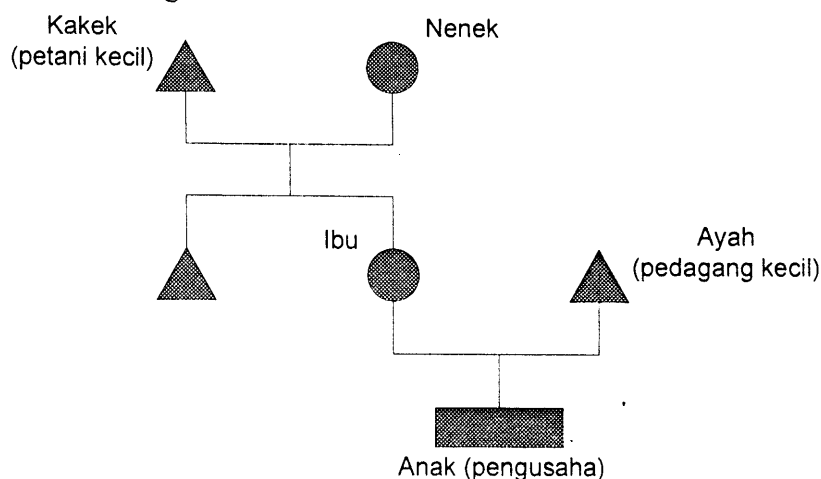 Kakek
(petani kecil)
Nenek
Ibu
Ayah
(pedagang kecil)
Anak (pengusaha)